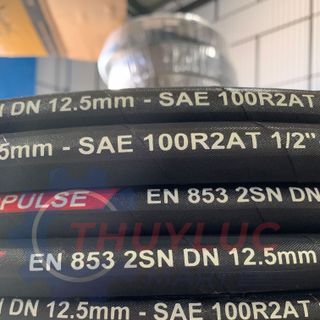 DN 12.5mm - SAE 100R2AT
5mm - SAE 100R2AT 1/2"
PULSE EN 853 2SN DN
EN 853 2SN DN 12.5mm
DN 12.5mm - SAE 100R2AT
THUYLUC